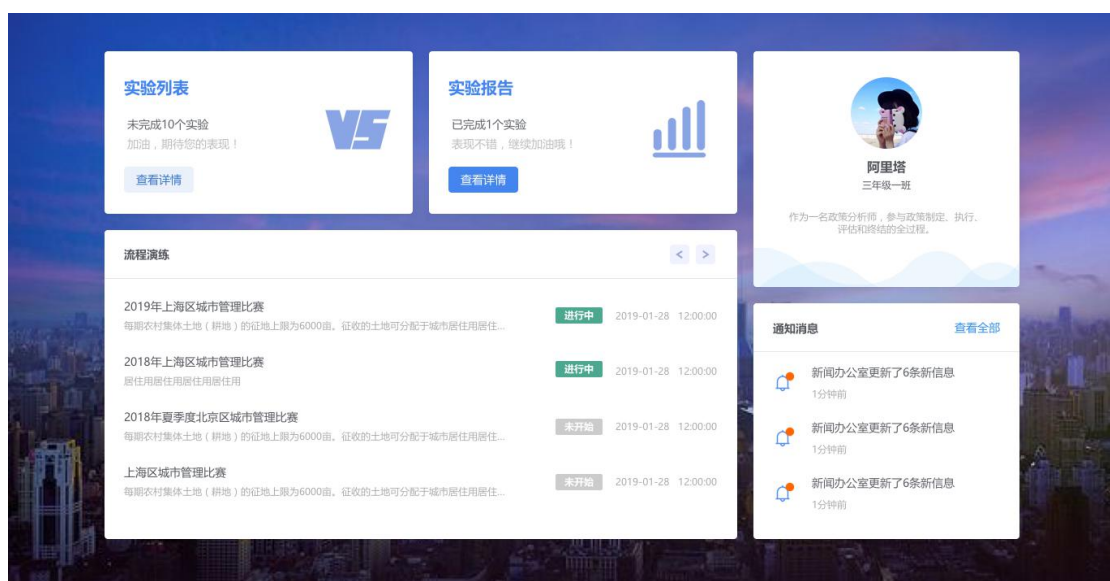 实验列表
未完成10个实验
加油，期待您的表现！
查看详情
VS
实验报告
已完成1个实验
表现不错，继续加油哦！
查看详情
阿里塔
三年级一班
作为一名政策分析师，参与政策制定、执行、
评估和终结的全过程。
流程演练
< >
2019年上海区城市管理比赛
每期农村集体土地（耕地）的征地上限为6000亩。征收的土地可分配于城市居住用居住...
进行中 2019-01-28 12:00:00
2018年上海区城市管理比赛
居住用居住用居住用居住用
进行中 2019-01-28 12:00:00
2018年夏季度北京区城市管理比赛
每期农村集体土地（耕地）的征地上限为6000亩。征收的土地可分配于城市居住用居住...
未开始 2019-01-28 12:00:00
上海区城市管理比赛
每期农村集体土地（耕地）的征地上限为6000亩。征收的土地可分配于城市居住用居住...
未开始 2019-01-28 12:00:00
通知消息 查看全部
新闻办公室更新了6条新信息
1分钟前
新闻办公室更新了6条新信息
1分钟前
新闻办公室更新了6条新信息
1分钟前